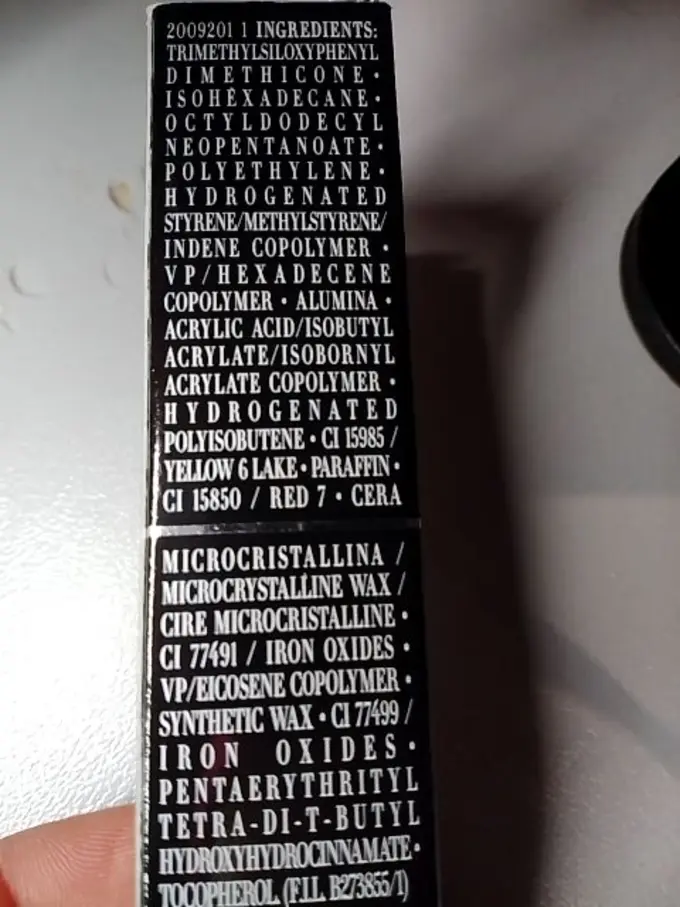 2009201 1 INGREDIENTS:
TRIMETHYLSILOXYPHENYL
DIMETHICONE •
ISOHEXADECANE •
OCTYLDODECYL
NEOPENTANOATE •
POLYETHYLENE •
HYDROGENATED
STYRENE/METHYLSTYRENE/
INDENE COPOLYMER •
VP/HEXADECENE
COPOLYMER • ALUMINA •
ACRYLIC ACID/ISOBUTYL
ACRYLATE/ISOBORNYL
ACRYLATE COPOLYMER •
HYDROGENATED
POLYISOBUTENE • CI 15985 /
YELLOW 6 LAKE • PARAFFIN •
CI 15850 / RED 7 • CERA
MICROCRISTALLINA /
MICROCRYSTALLINE WAX /
CIRE MICROCRISTALLINE •
CI 77491 / IRON OXIDES •
VP/EICOSENE COPOLYMER •
SYNTHETIC WAX • CI 77499 /
IRON OXIDES •
PENTAERYTHRITYL
TETRA-DI-T-BUTYL
HYDROXYHYDROCINNAMATE •
TOCOPHEROL (F.I.L. B273855/1)